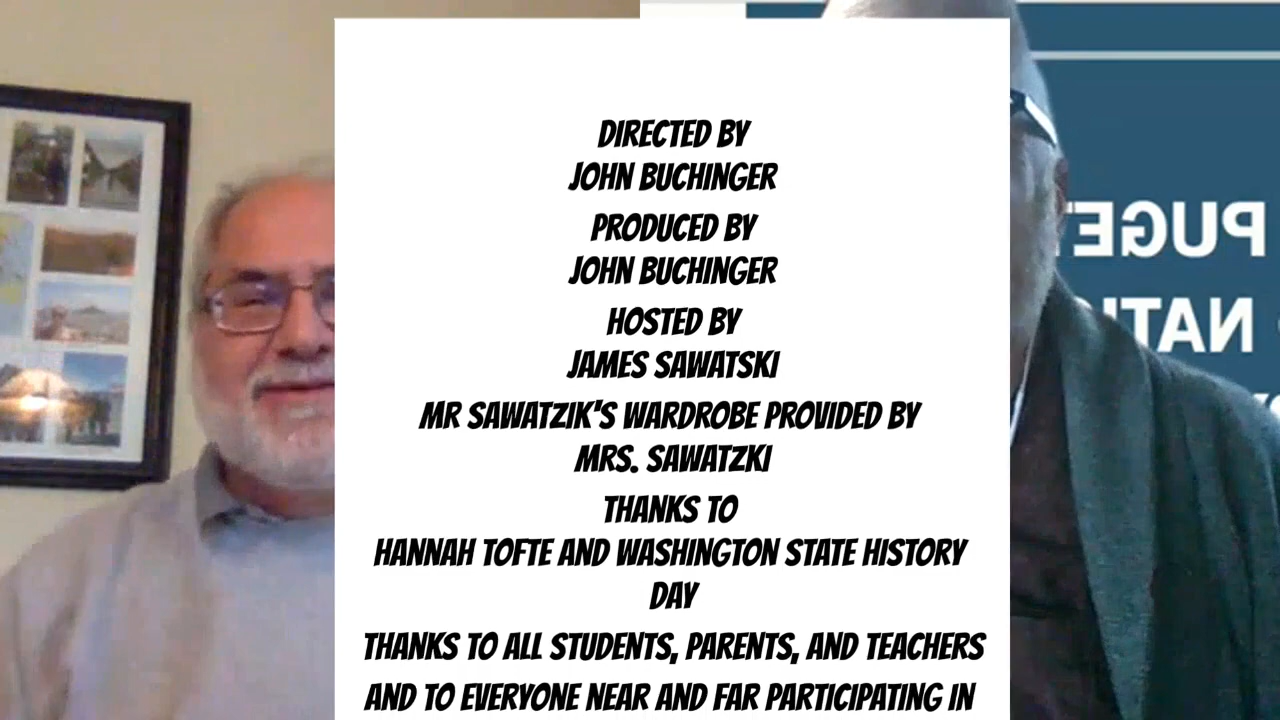 DIRECTED BY
JOHN BUCHINGER
PRODUCED BY
JOHN BUCHINGER
HOSTED BY
JAMES SAWATSKI
MR SAWATZIK'S WARDROBE PROVIDED BY
MRS. SAWATZKI
THANKS TO
HANNAH TOFTE AND WASHINGTON STATE HISTORY
DAY
THANKS TO ALL STUDENTS, PARENTS, AND TEACHERS
AND TO EVERYONE NEAR AND FAR PARTICIPATING IN
PUGE
NATI